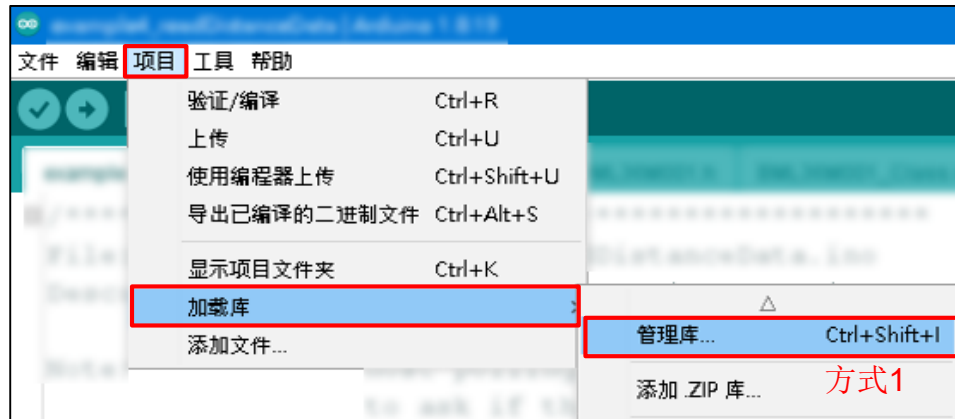 文件 编辑 项目 工具 帮助
验证/编译 Ctrl+R
上传 Ctrl+U
使用编程器上传 Ctrl+Shift+U
导出已编译的二进制文件 Ctrl+Alt+S
显示项目文件夹 Ctrl+K
加载库
添加文件...
管理库... Ctrl+Shift+I
添加 .ZIP 库...
方式1